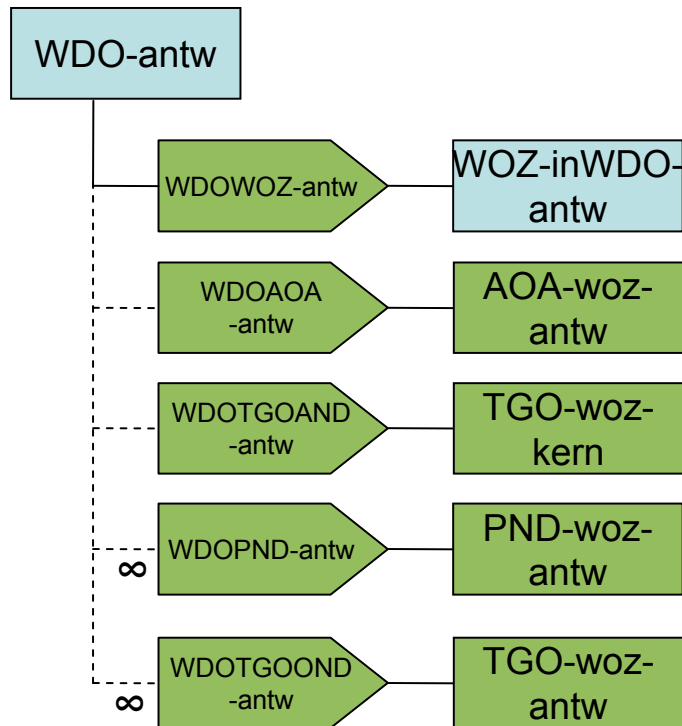 WDO-antw
WDOWOZ-antw
WOZ-inWDO-
antw
WDOAOA
-antw
AOA-woz-
antw
WDOTGOAND
-antw
TGO-woz-
kern
∞
WDOPND-antw
PND-woz-
antw
∞
WDOTGOOND
-antw
TGO-woz-
antw